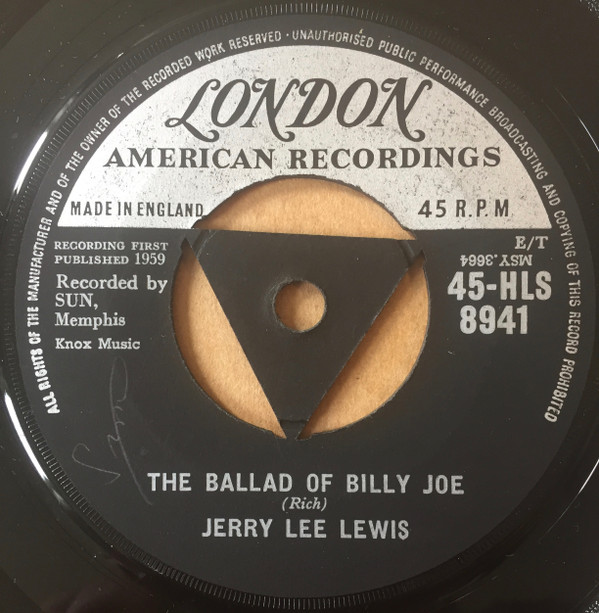 ALL RIGHTS OF THE MANUFACTURER AND OF THE OWNER OF THE RECORDED WORK RESERVED · UNAUTHORISED PUBLIC PERFORMANCE BROADCASTING AND COPYING OF THIS RECORD PROHIBITED
LONDON
AMERICAN RECORDINGS
MADE IN ENGLAND
45 R.P.M
RECORDING FIRST
PUBLISHED 1959
Recorded by
SUN,
Memphis
Knox Music
E/T
MSY.3664
45-HLS
8941
THE BALLAD OF BILLY JOE
(Rich)
JERRY LEE LEWIS